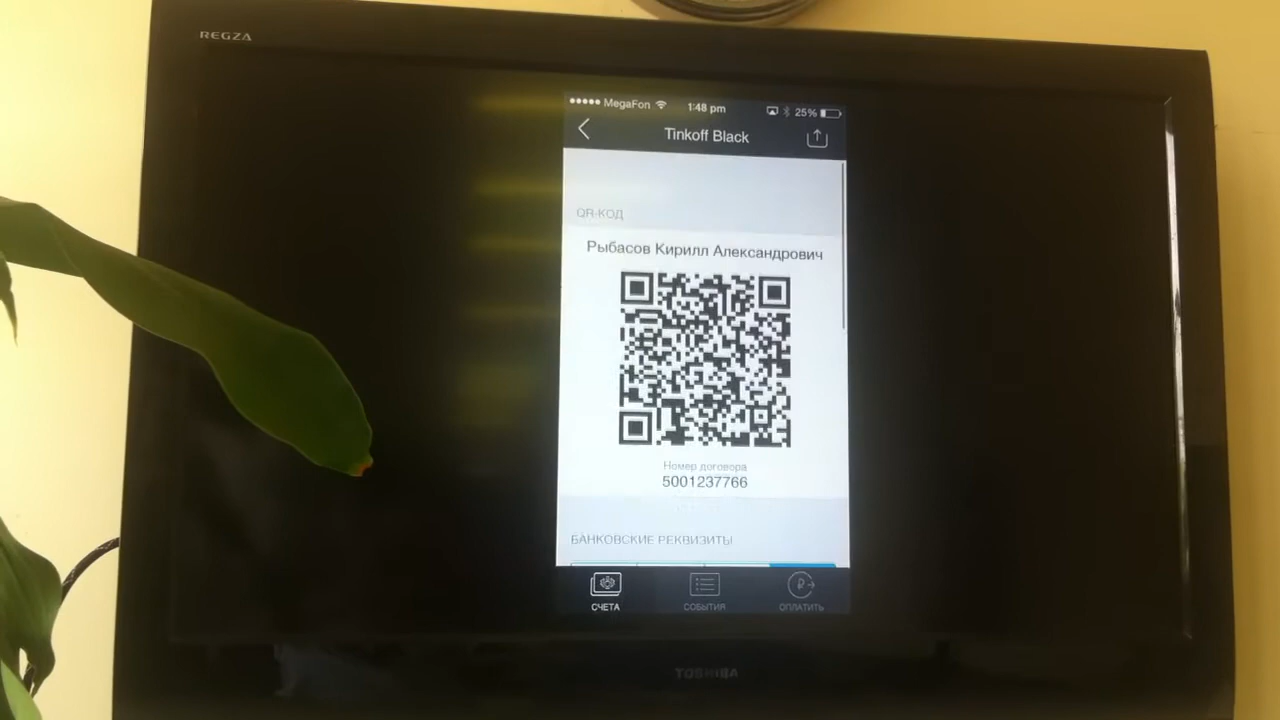 REGZA
MegaFon 1:48 pm 25%
Tinkoff Black
QR-КОД
Рыбасов Кирилл Александрович
Номер договора
5001237766
БАНКОВСКИЕ РЕКВИЗИТЫ
СЧЕТА СОБЫТИЯ ОПЛАТИТЬ
TOSHIBA